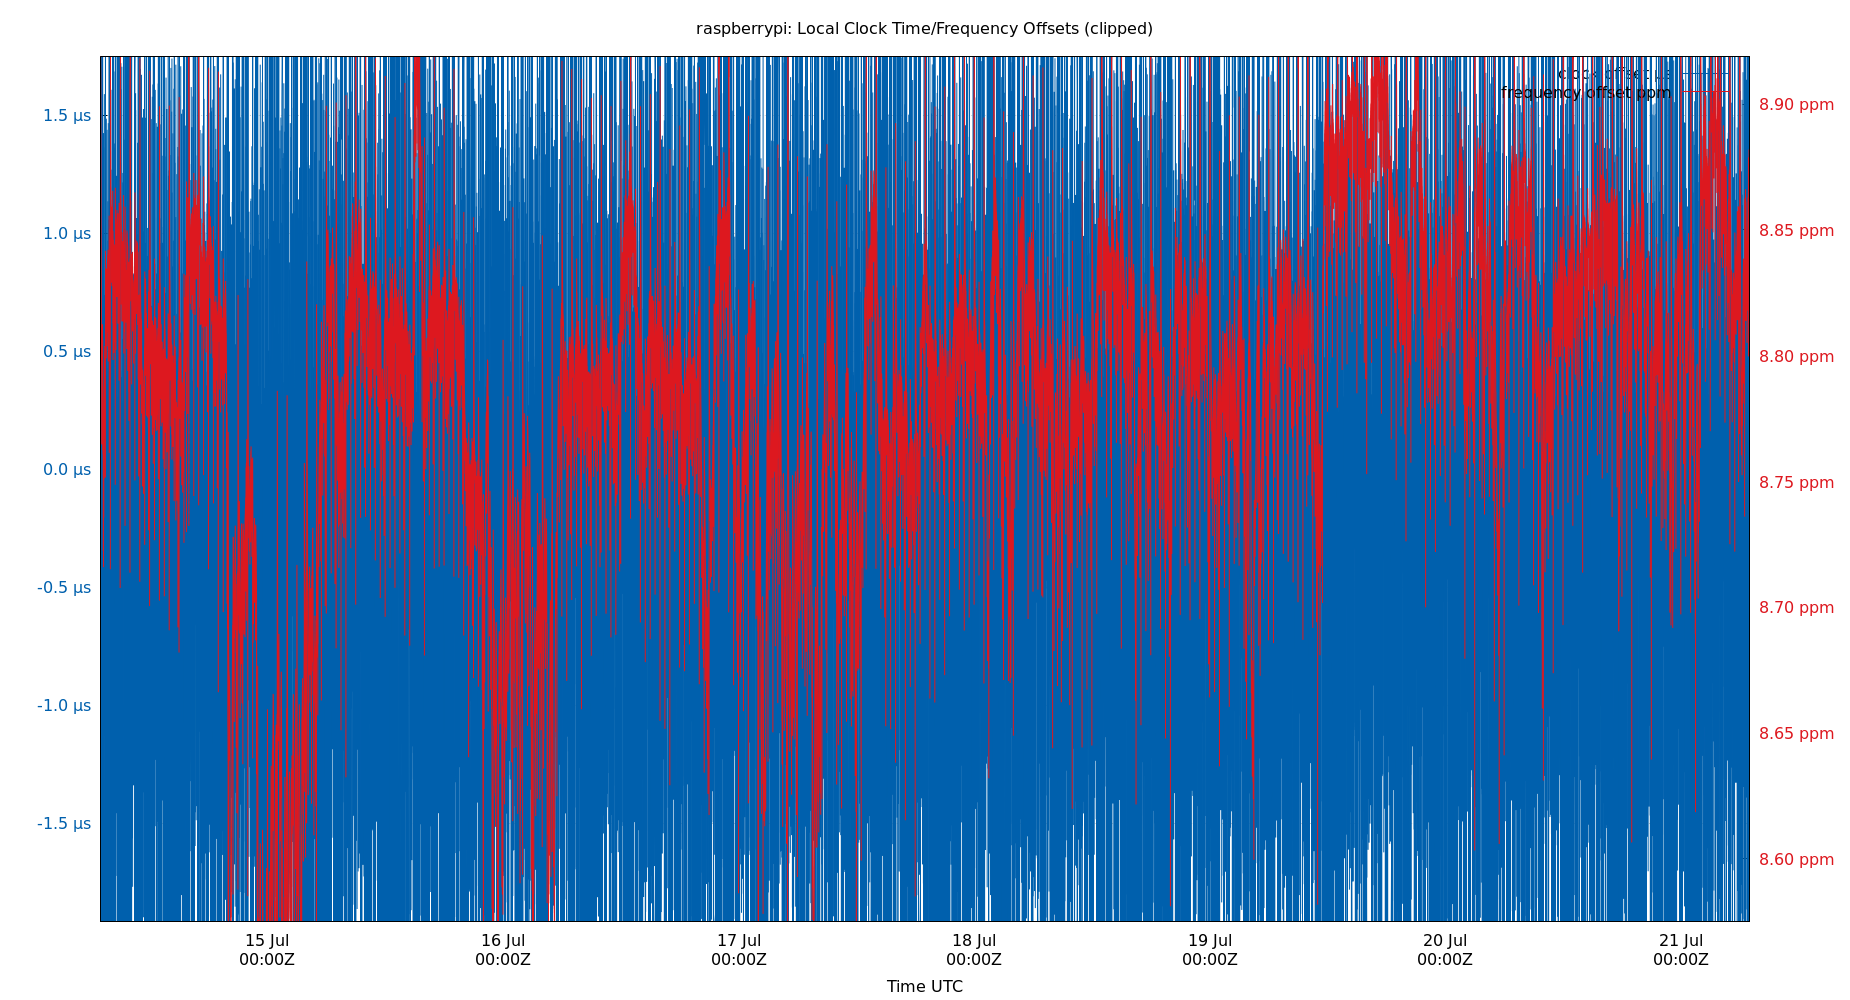 raspberrypi: Local Clock Time/Frequency Offsets (clipped)
clock offset µs
frequency offset ppm
1.5 µs
1.0 µs
0.5 µs
0.0 µs
-0.5 µs
-1.0 µs
-1.5 µs
8.90 ppm
8.85 ppm
8.80 ppm
8.75 ppm
8.70 ppm
8.65 ppm
8.60 ppm
15 Jul 16 Jul 17 Jul 18 Jul 19 Jul 20 Jul 21 Jul
00:00Z 00:00Z 00:00Z 00:00Z 00:00Z 00:00Z 00:00Z
Time UTC